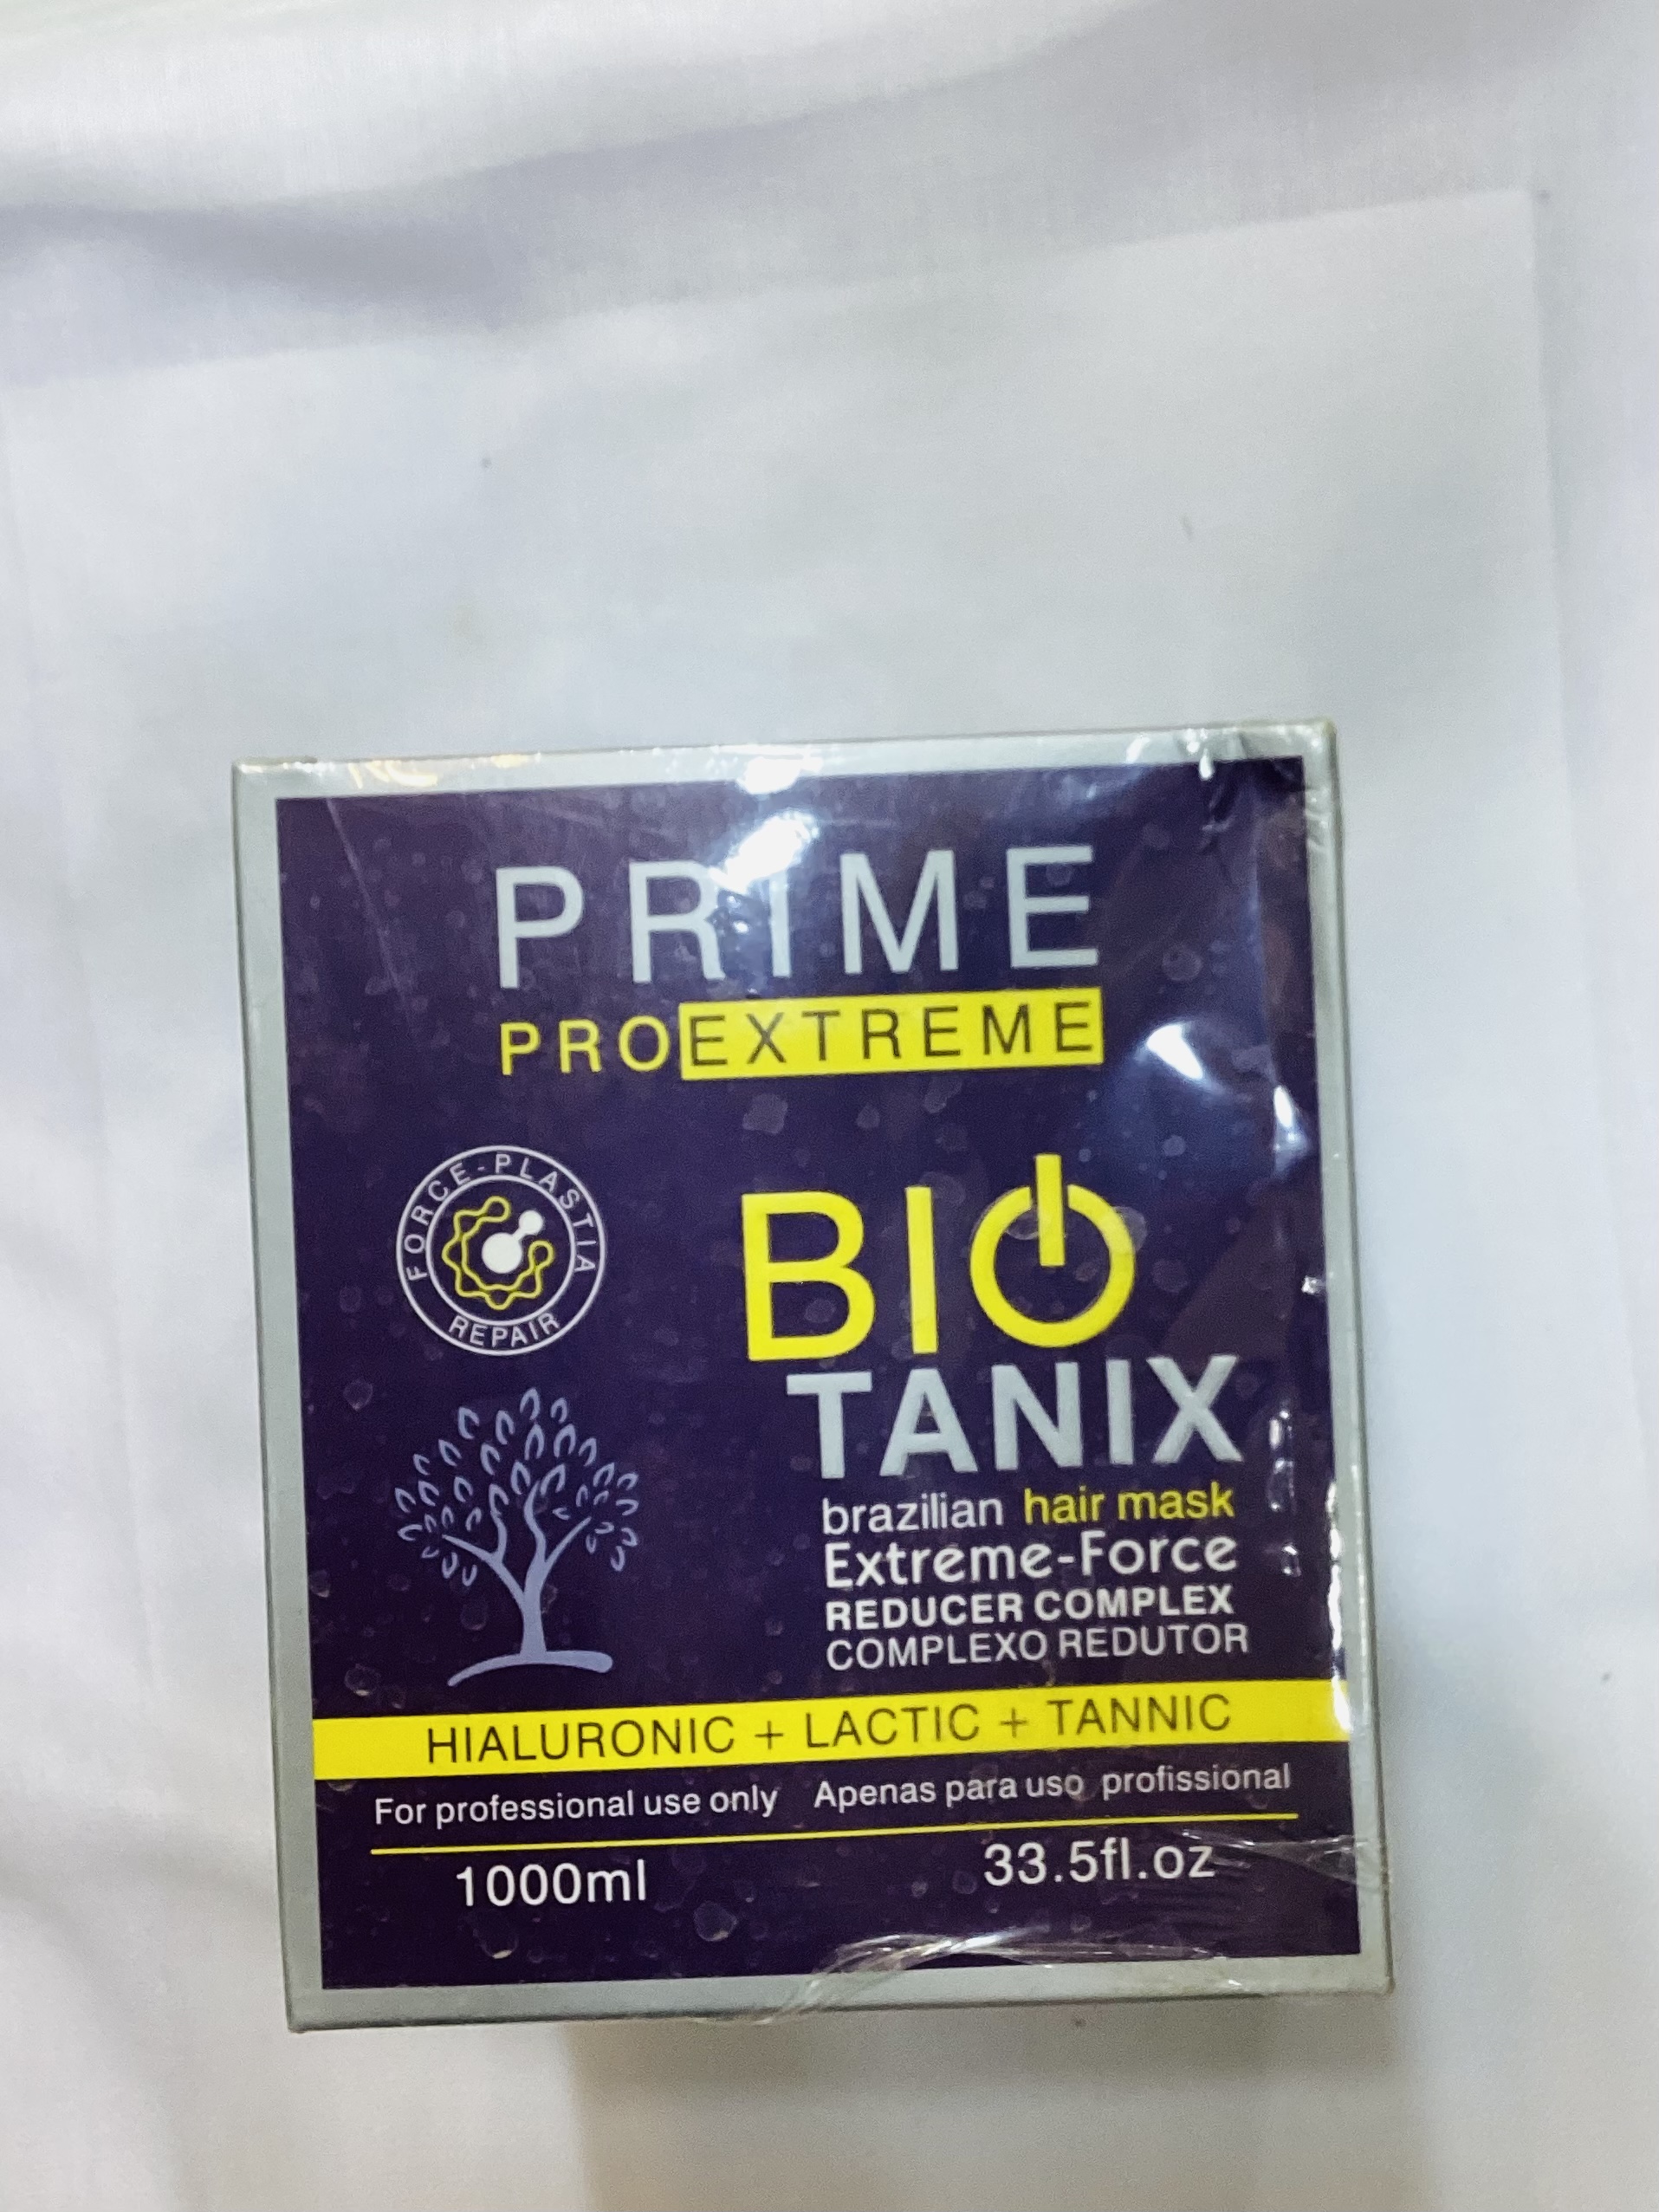 PRIME
PROEXTREME
FORCE-PLASTIA
REPAIR
BIO
TANIX
brazilian hair mask
Extreme-Force
REDUCER COMPLEX
COMPLEXO REDUTOR
HIALURONIC + LACTIC + TANNIC
For professional use only Apenas para uso profissional
1000ml 33.5fl.oz